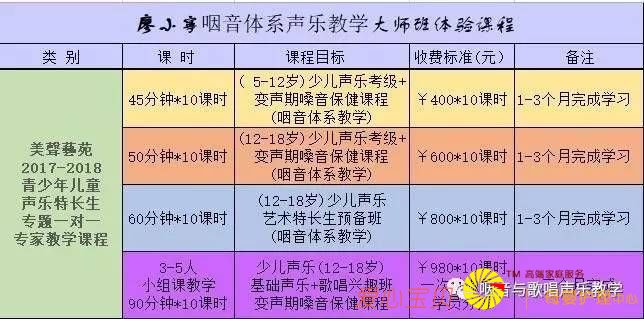 廖小宁咽音体系声乐教学大师班体验课程
类 别 课 时 课程目标 收费标准(元) 备注
美聲藝苑
2017-2018
青少年儿童
声乐特长生
专题一对一
专家教学课程
45分钟*10课时
( 5-12岁)少儿声乐考级+
变声期嗓音保健课程
(咽音体系教学)
￥400*10课时
1-3个月完成学习
50分钟*10课时
(12-18岁)少儿声乐考级+
变声期嗓音保健课程
(咽音体系教学)
￥600*10课时
1-3个月完成学习
60分钟*10课时
(12-18岁)少儿声乐
艺术特长生预备班
(咽音体系教学)
￥800*10课时
1-3个月完成学习
3-5人
小组课教学
90分钟*10课时
少儿声乐(12-18岁)
基础声乐+歌唱兴趣班
变声期嗓音保健课程
￥980*10课时
一次
学员分
TM 高端家庭服务
咽音与歌唱声乐教学